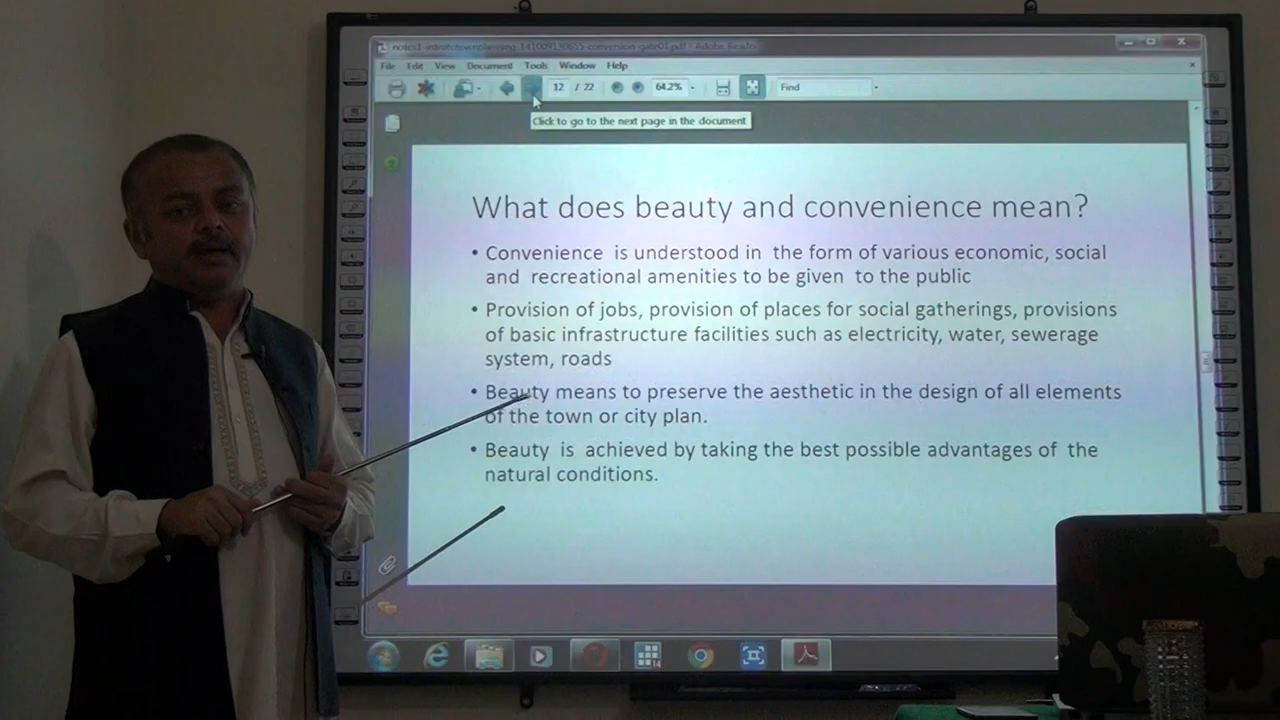 notes1-intrototownplanning-141009130655-conversion-gate01.pdf - Adobe Reader
File Edit View Document Tools Window Help
12 / 22 64.2% Find
Click to go to the next page in the document
What does beauty and convenience mean?
• Convenience is understood in the form of various economic, social
and recreational amenities to be given to the public
• Provision of jobs, provision of places for social gatherings, provisions
of basic infrastructure facilities such as electricity, water, sewerage
system, roads
• Beauty means to preserve the aesthetic in the design of all elements
of the town or city plan.
• Beauty is achieved by taking the best possible advantages of the
natural conditions.
14